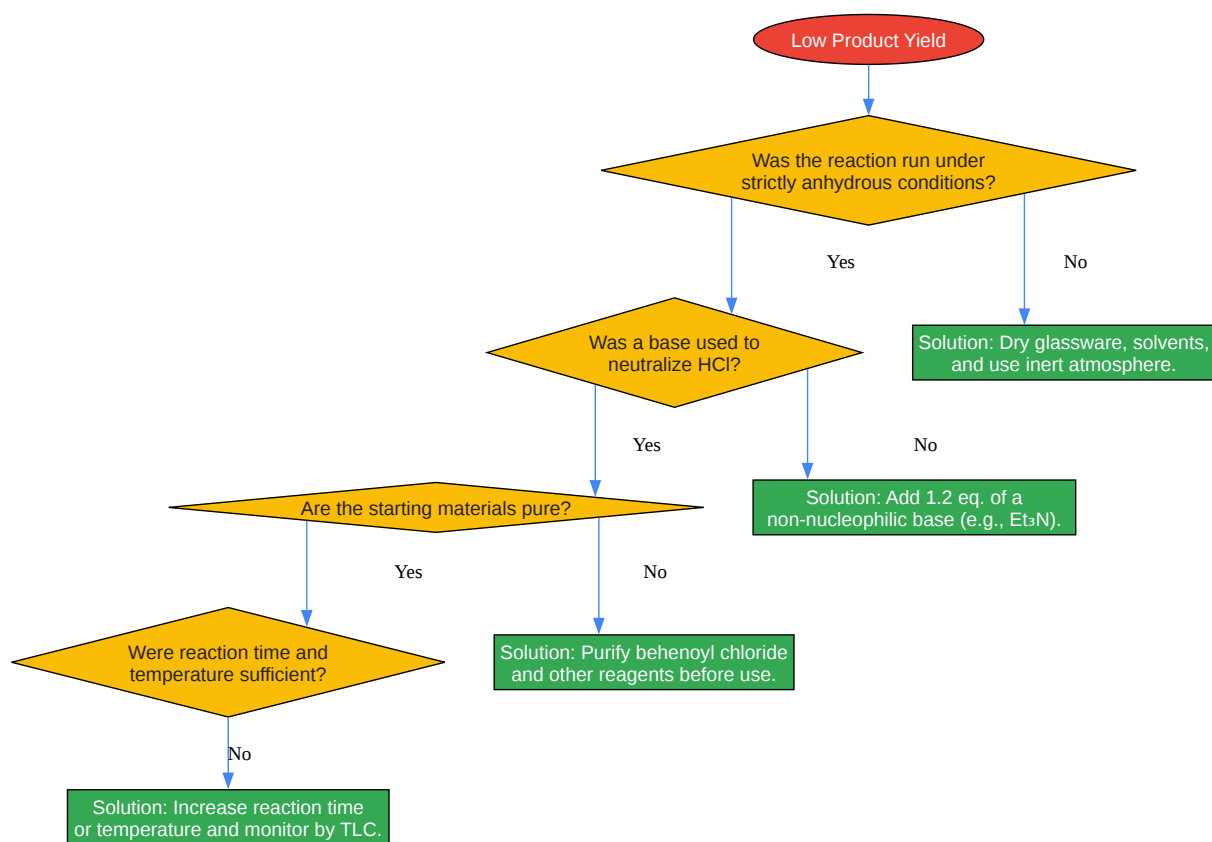 Low Product Yield
Was the reaction run under
strictly anhydrous conditions?
Yes
No
Was a base used to
neutralize HCl?
Solution: Dry glassware, solvents,
and use inert atmosphere.
Yes
No
Are the starting materials pure?
Solution: Add 1.2 eq. of a
non-nucleophilic base (e.g., Et₃N).
Yes
No
Were reaction time and
temperature sufficient?
Solution: Purify behenoyl chloride
and other reagents before use.
No
Solution: Increase reaction time
or temperature and monitor by TLC.